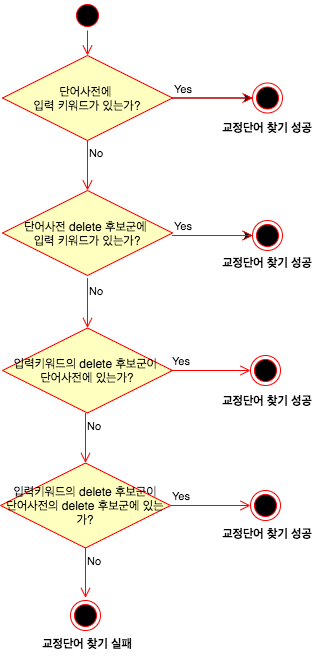 단어사전에
입력 키워드가 있는가?
Yes
교정단어 찾기 성공
No
단어사전 delete 후보군에
입력 키워드가 있는가?
Yes
교정단어 찾기 성공
No
입력키워드의 delete 후보군이
단어사전에 있는가?
Yes
교정단어 찾기 성공
No
입력키워드의 delete 후보군이
단어사전의 delete 후보군에 있는
가?
Yes
교정단어 찾기 성공
No
교정단어 찾기 실패